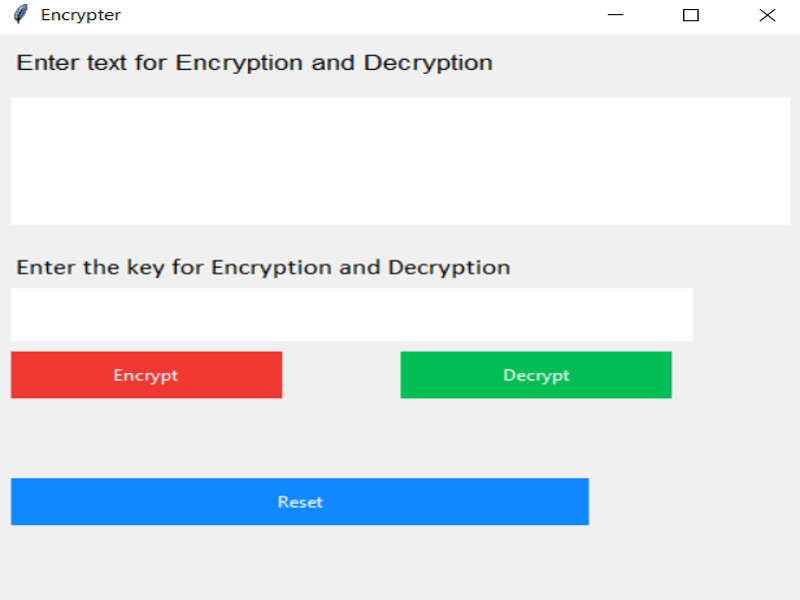 Encrypter
Enter text for Encryption and Decryption
Enter the key for Encryption and Decryption
Encrypt
Decrypt
Reset